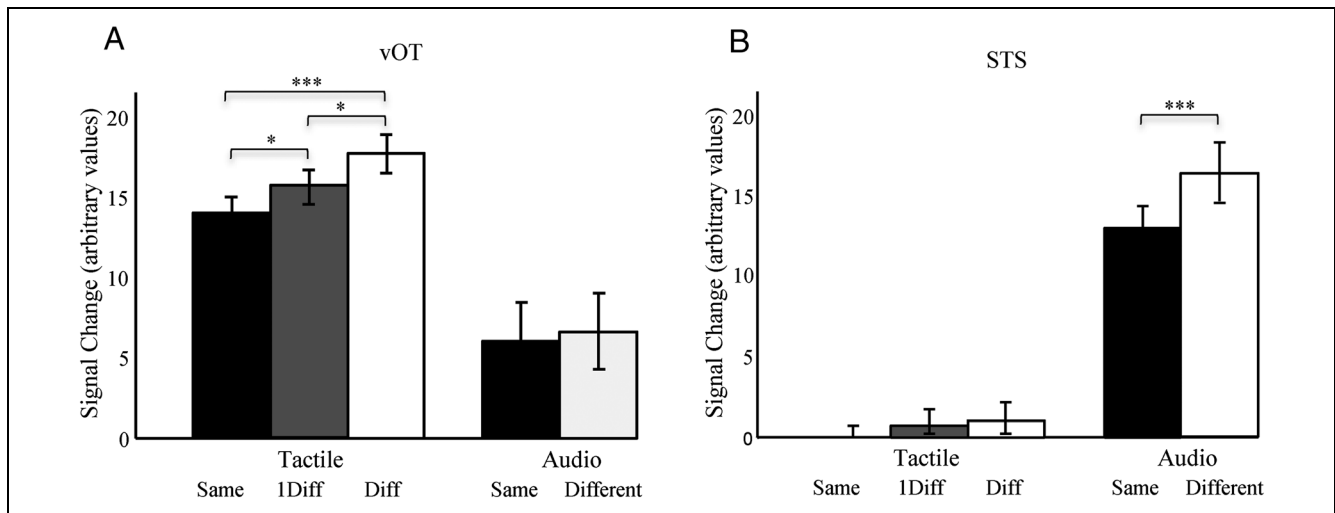 A
vOT
Signal Change (arbitrary values)
20
15
10
5
0
***
*
*
Tactile
Audio
Same 1Diff Diff Same Different
B
STS
Signal Change (arbitrary values)
20
15
10
5
0
***
Tactile
Audio
Same 1Diff Diff Same Different